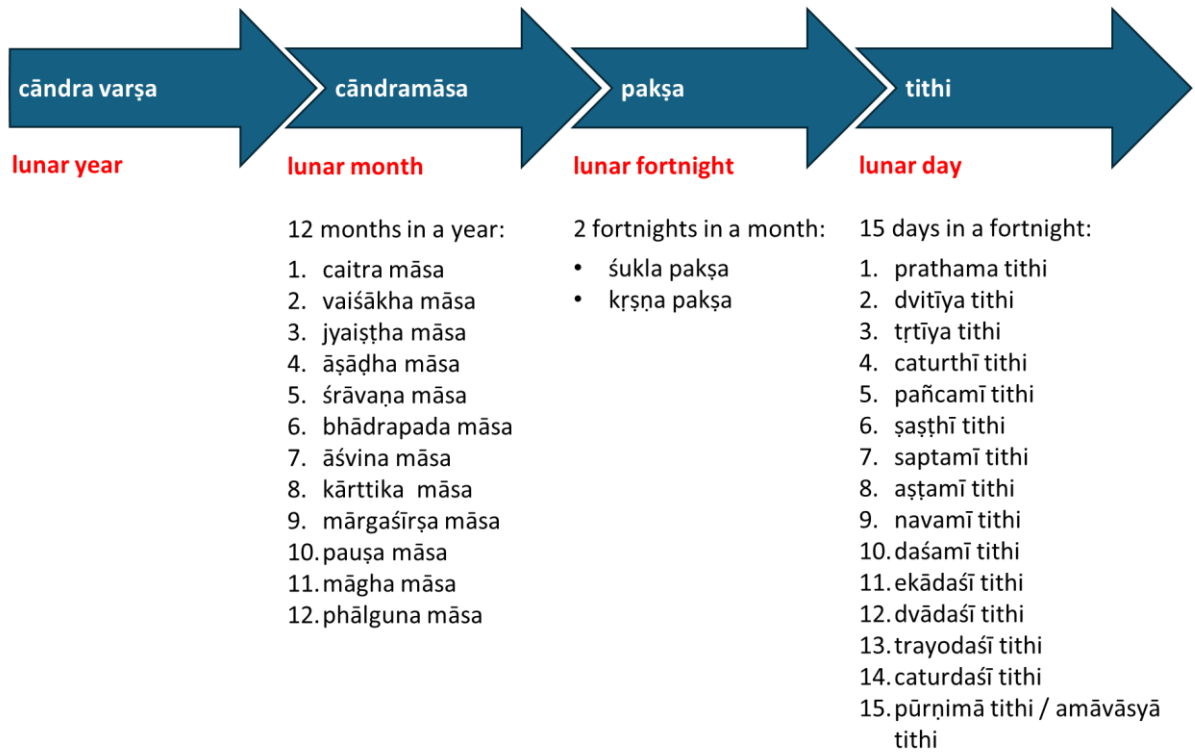 cāndra varṣa
cāndramāsa
pakṣa
tithi
lunar year
lunar month
lunar fortnight
lunar day
12 months in a year:
1. caitra māsa
2. vaiśākha māsa
3. jyaiṣṭha māsa
4. āṣāḍha māsa
5. śrāvaṇa māsa
6. bhādrapada māsa
7. āśvina māsa
8. kārttika māsa
9. mārgaśīrṣa māsa
10. pauṣa māsa
11. māgha māsa
12. phālguna māsa
2 fortnights in a month:
• śukla pakṣa
• kṛṣṇa pakṣa
15 days in a fortnight:
1. prathama tithi
2. dvitīya tithi
3. tṛtīya tithi
4. caturthī tithi
5. pañcamī tithi
6. ṣaṣṭhī tithi
7. saptamī tithi
8. aṣṭamī tithi
9. navamī tithi
10. daśamī tithi
11. ekādaśī tithi
12. dvādaśī tithi
13. trayodaśī tithi
14. caturdaśī tithi
15. pūrṇimā tithi / amāvāsyā
tithi